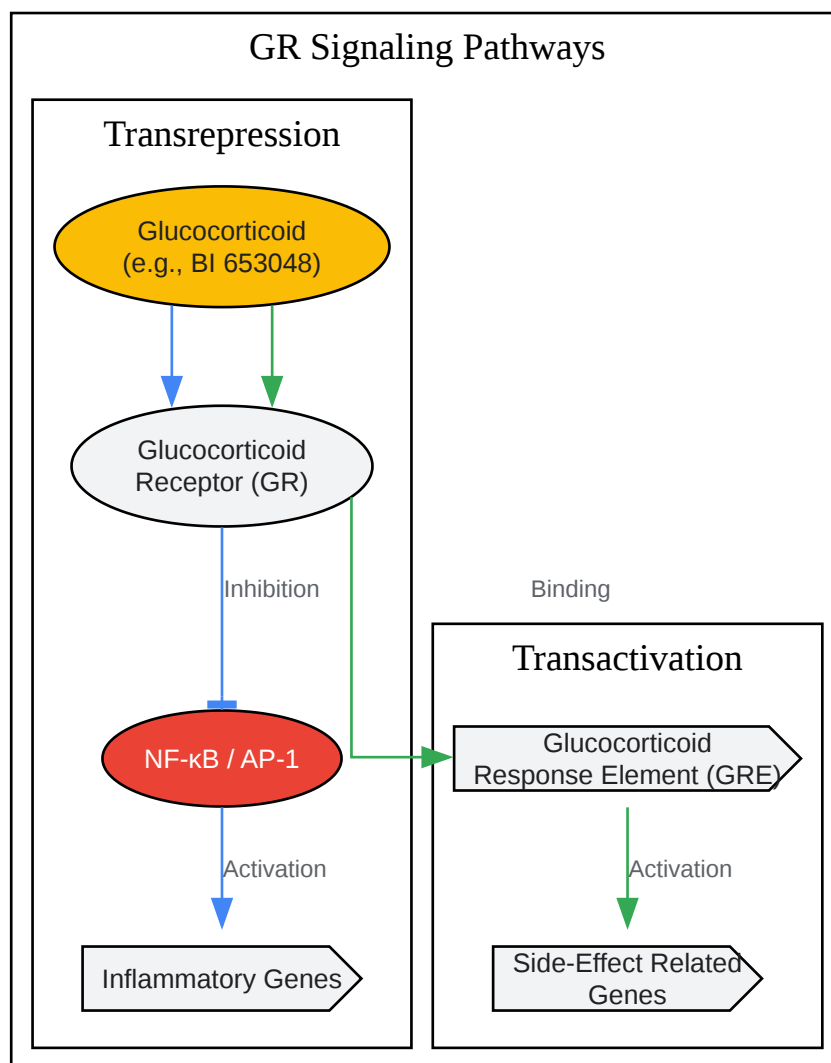 GR Signaling Pathways
Transrepression
Glucocorticoid
(e.g., BI 653048)
Glucocorticoid
Receptor (GR)
Inhibition
NF-κB / AP-1
Activation
Inflammatory Genes
Binding
Transactivation
Glucocorticoid
Response Element (GRE)
Activation
Side-Effect Related
Genes